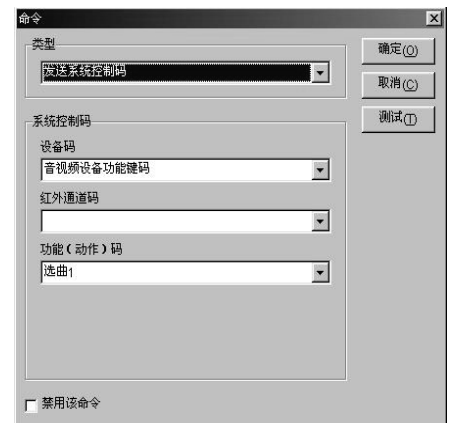 命令
类型
发送系统控制码
确定(O)
取消(C)
测试(T)
系统控制码
设备码
音视频设备功能键码
红外通道码
功能(动作)码
选曲1
禁用该命令